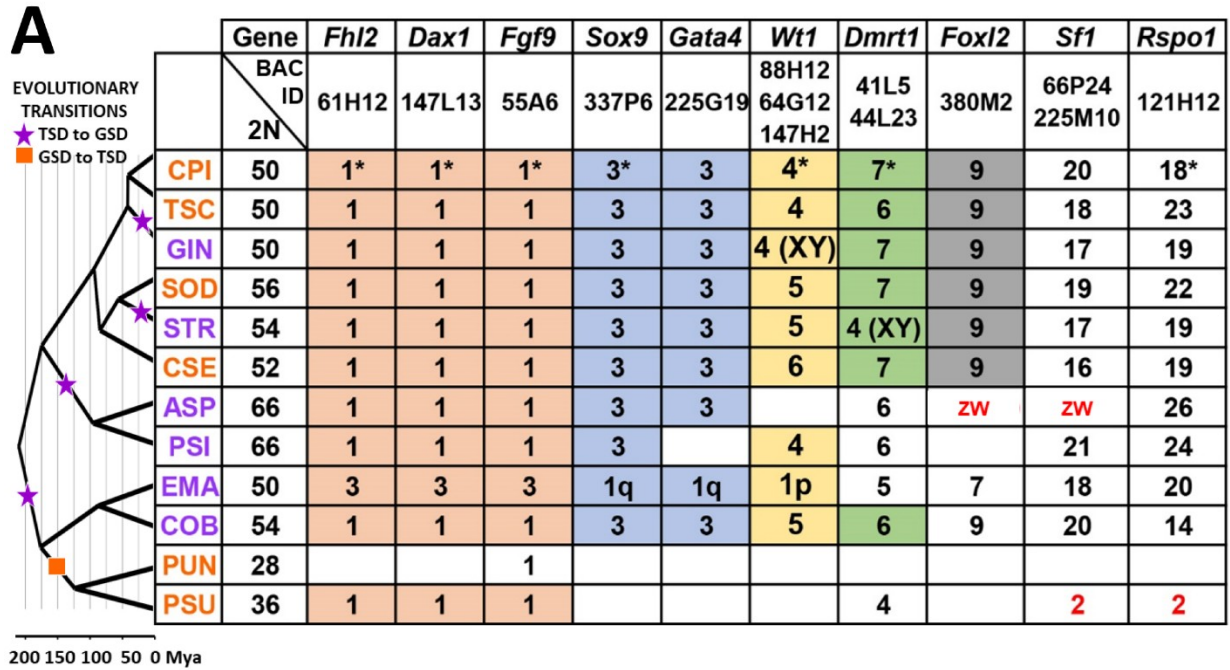 A
EVOLUTIONARY
TRANSITIONS
TSD to GSD
GSD to TSD
Gene Fhl2 Dax1 Fgf9 Sox9 Gata4 Wt1 Dmrt1 Foxl2 Sf1 Rspo1
BAC ID 2N 61H12 147L13 55A6 337P6 225G19 88H12 64G12 147H2 41L5 44L23 380M2 66P24 225M10 121H12
CPI 50 1* 1* 1* 3* 3 4* 7* 9 20 18*
TSC 50 1 1 1 3 3 4 6 9 18 23
GIN 50 1 1 1 3 3 4 (XY) 7 9 17 19
SOD 56 1 1 1 3 3 5 7 9 19 22
STR 54 1 1 1 3 3 5 4 (XY) 9 17 19
CSE 52 1 1 1 3 3 6 7 9 16 19
ASP 66 1 1 1 3 3 6 ZW ZW 26
PSI 66 1 1 1 3 4 6 21 24
EMA 50 3 3 3 1q 1q 1p 5 7 18 20
COB 54 1 1 1 3 3 5 6 9 20 14
PUN 28 1
PSU 36 1 1 1 4 2 2
200 150 100 50 0 Mya